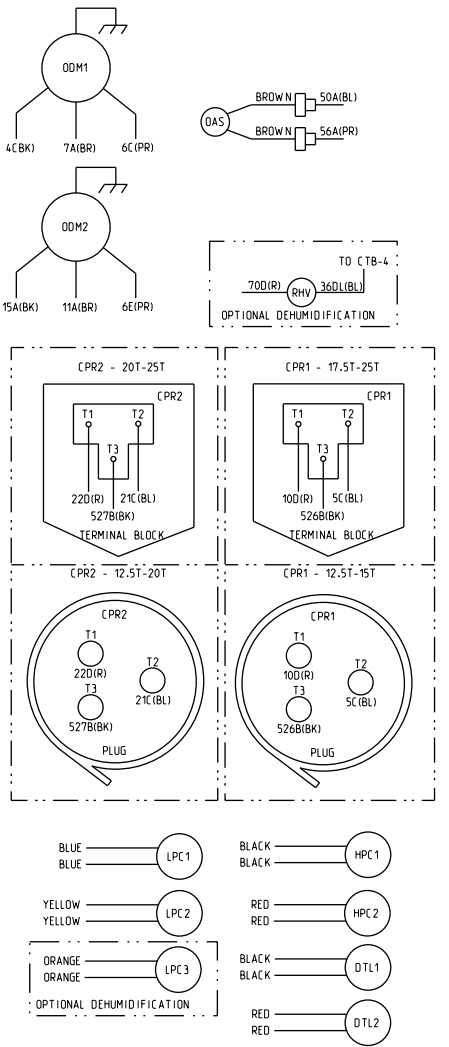 ODM1
4CBK) 7A(BR) 6C(PR)
BROWN 50A(BL)
OAS
BROWN 56A(PR)
ODM2
15A(BK) 11A(BR) 6E(PR)
TO CTB-4
70D(R) RHV 36DL(BL)
OPTIONAL DEHUMIDIFICATION
CPR2 - 20T-25T
CPR2
T1 T2
T3
22D(R) 21C(BL)
527B(BK)
TERMINAL BLOCK
CPR1 - 17.5T-25T
CPR1
T1 T2
T3
10D(R) 5C(BL)
526B(BK)
TERMINAL BLOCK
CPR2 - 12.5T-20T
CPR2
T1
22D(R)
T2
21C(BL)
T3
527B(BK)
PLUG
CPR1 - 12.5T-15T
CPR1
T1
10D(R)
T2
5C(BL)
T3
526B(BK)
PLUG
BLUE
BLUE
LPC1
YELLOW
YELLOW
LPC2
ORANGE
ORANGE
LPC3
OPTIONAL DEHUMIDIFICATION
BLACK
BLACK
HPC1
RED
RED
HPC2
BLACK
BLACK
DTL1
RED
RED
DTL2